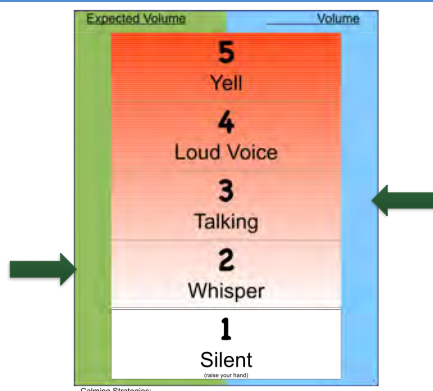 Expected Volume ________ Volume
5
Yell
4
Loud Voice
3
Talking
2
Whisper
1
Silent
(raise your hand)
Calming Strategies: